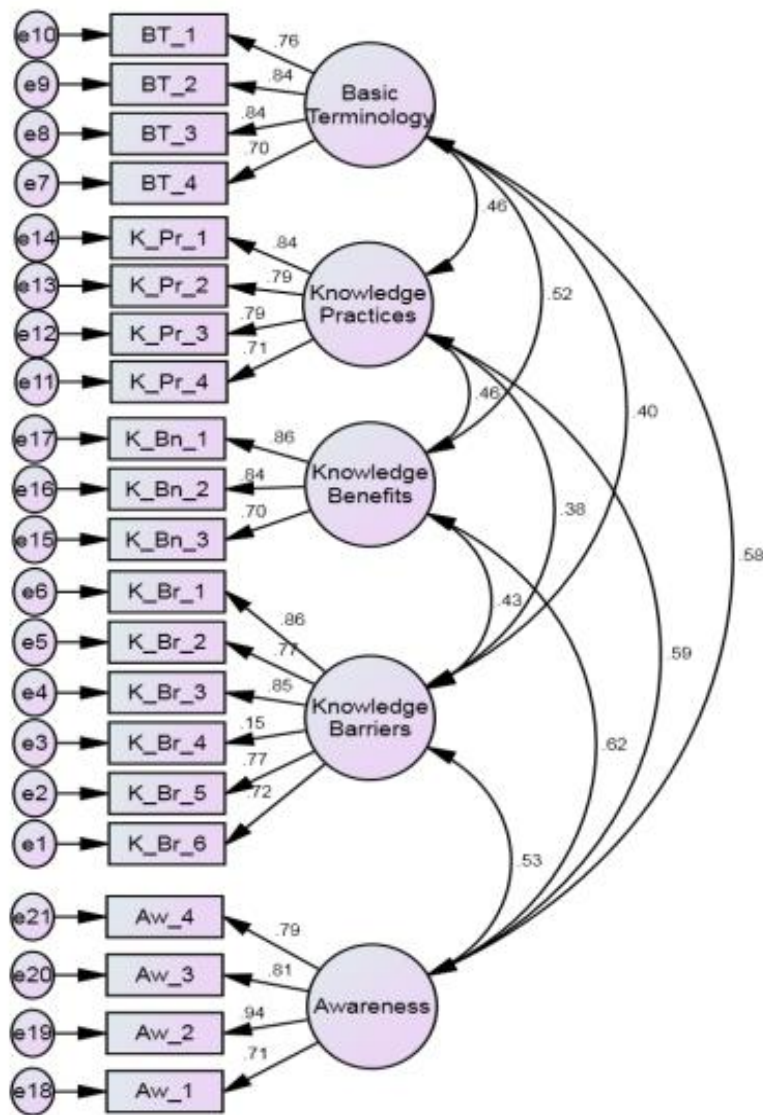 e10 BT_1 .76
e9 BT_2 .84
Basic
Terminology
e8 BT_3 .84
e7 BT_4 .70
.46
e14 K_Pr_1 .84
e13 K_Pr_2 .79
Knowledge
Practices
.52
e12 K_Pr_3 .79
e11 K_Pr_4 .71
.46
.40
e17 K_Bn_1 .86
e16 K_Bn_2 .84
Knowledge
Benefits
e15 K_Bn_3 .70
.38
.58
e6 K_Br_1 .86
.43
e5 K_Br_2 .77
.59
e4 K_Br_3 .85
Knowledge
Barriers
e3 K_Br_4 .15
.62
e2 K_Br_5 .77
e1 K_Br_6 .72
.53
e21 Aw_4 .79
e20 Aw_3 .81
Awareness
e19 Aw_2 .94
e18 Aw_1 .71